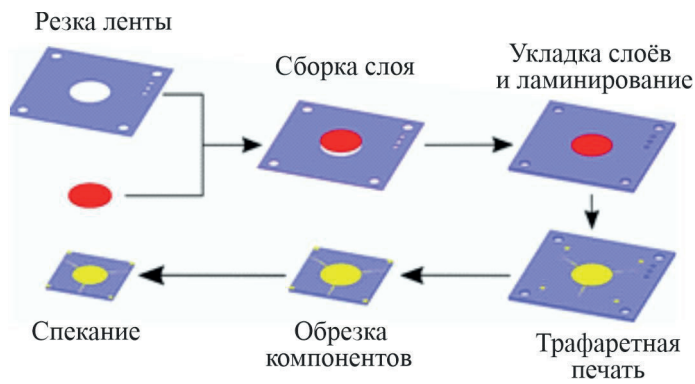 Резка ленты
Сборка слоя
Укладка слоёв
и ламинирование
Спекание
Обрезка
компонентов
Трафаретная
печать